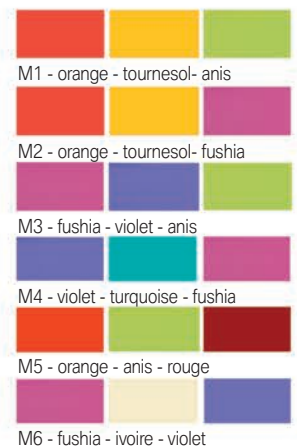 M1 - orange - tournesol- anis
M2 - orange - tournesol- fushia
M3 - fushia - violet - anis
M4 - violet - turquoise - fushia
M5 - orange - anis - rouge
M6 - fushia - ivoire - violet